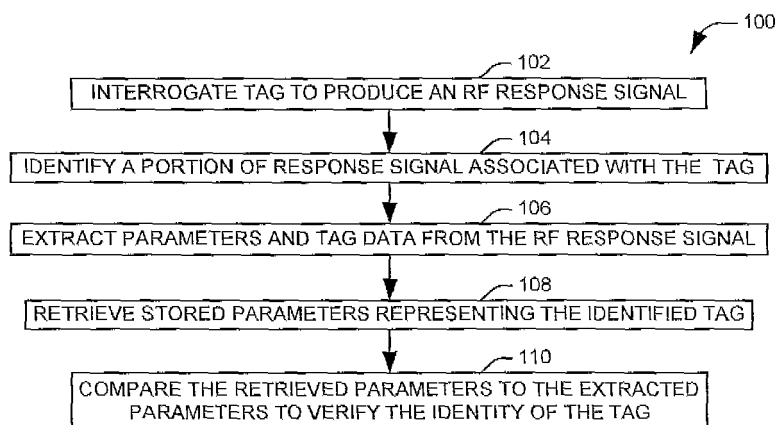 100
102
INTERROGATE TAG TO PRODUCE AN RF RESPONSE SIGNAL
104
IDENTIFY A PORTION OF RESPONSE SIGNAL ASSOCIATED WITH THE TAG
106
EXTRACT PARAMETERS AND TAG DATA FROM THE RF RESPONSE SIGNAL
108
RETRIEVE STORED PARAMETERS REPRESENTING THE IDENTIFIED TAG
110
COMPARE THE RETRIEVED PARAMETERS TO THE EXTRACTED
PARAMETERS TO VERIFY THE IDENTITY OF THE TAG